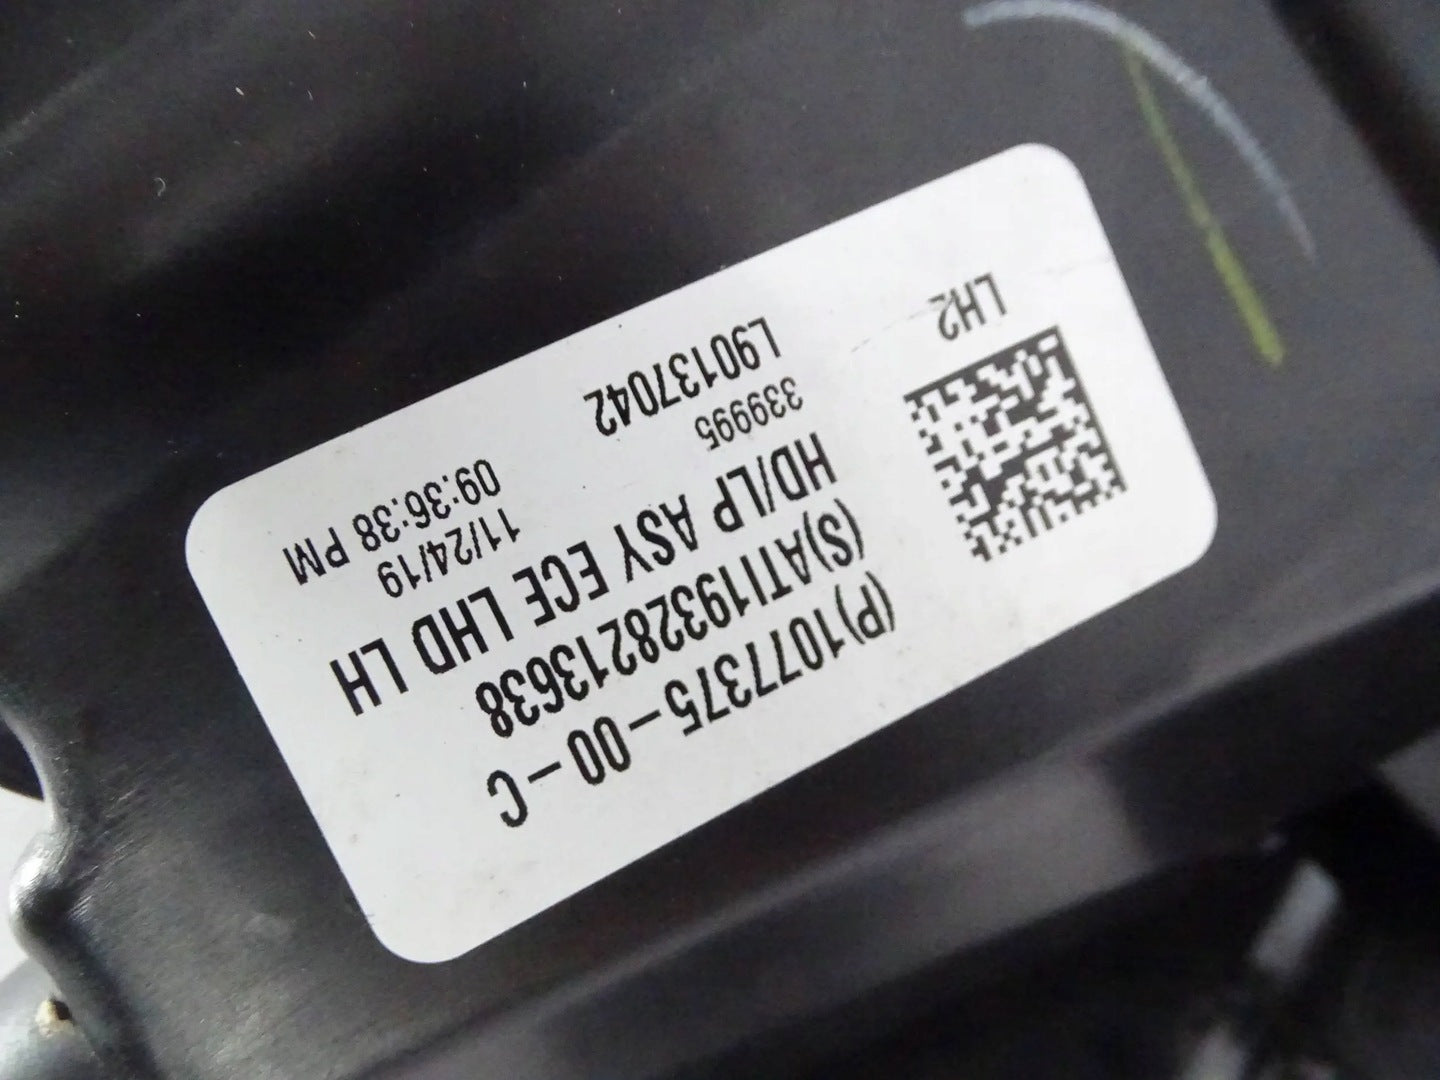 (P)1077375-00-C
(S)ATI19328213638
HD/LP ASY ECE LHD LH
339995 11/24/19
L90137042 09:36:38 PM
LH2